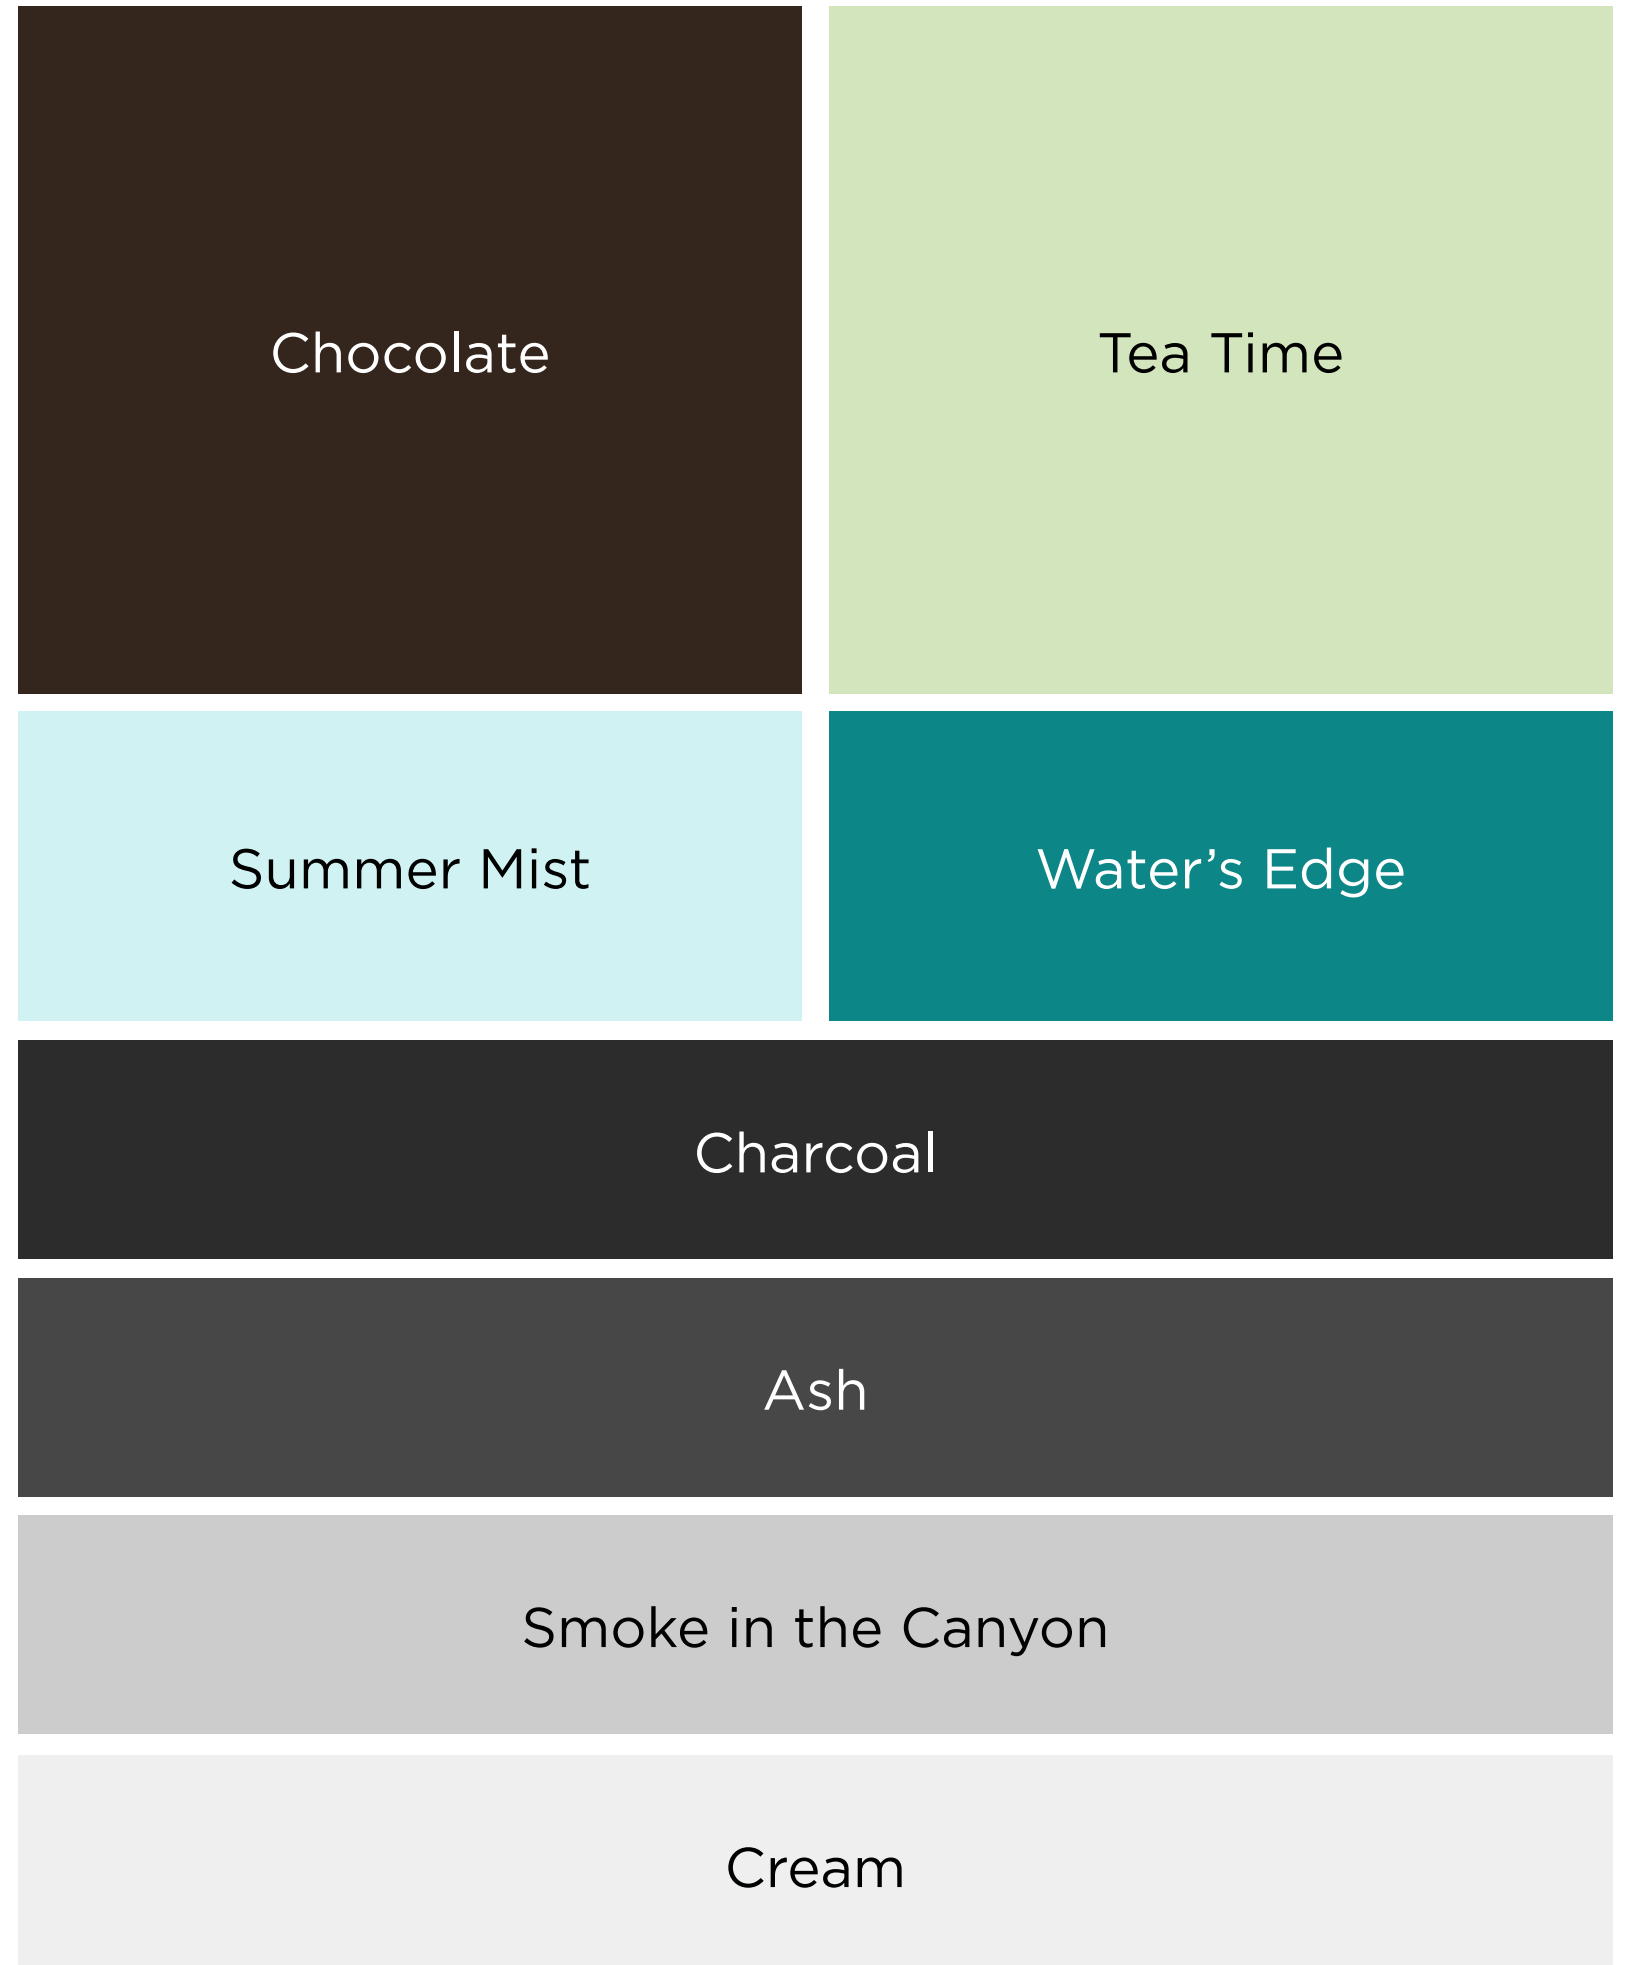 Chocolate
Tea Time
Summer Mist
Water’s Edge
Charcoal
Ash
Smoke in the Canyon
Cream